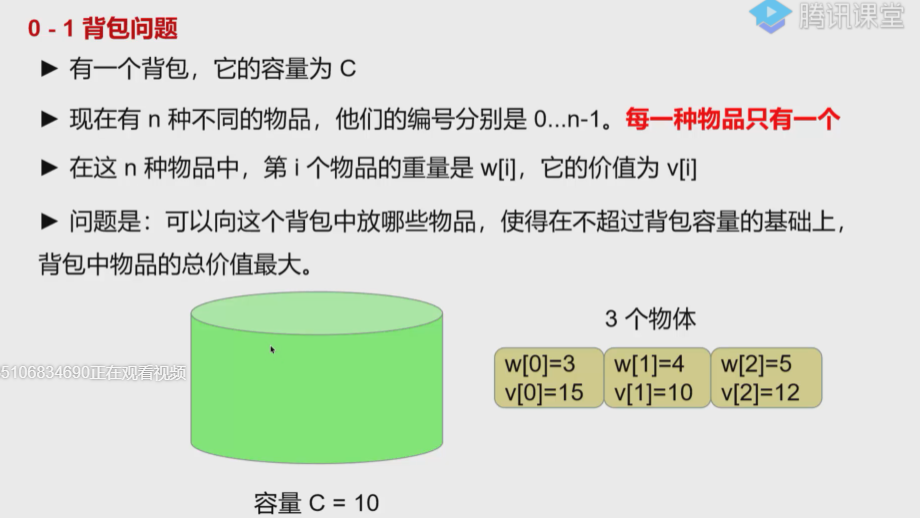 腾讯课堂
0 - 1 背包问题
► 有一个背包，它的容量为 C
► 现在有 n 种不同的物品，他们的编号分别是 0...n-1。每一种物品只有一个
► 在这 n 种物品中，第 i 个物品的重量是 w[i]，它的价值为 v[i]
► 问题是：可以向这个背包中放哪些物品，使得在不超过背包容量的基础上，
背包中物品的总价值最大。
3 个物体
w[0]=3 w[1]=4 w[2]=5
v[0]=15 v[1]=10 v[2]=12
5106834690正在观看视频
容量 C = 10